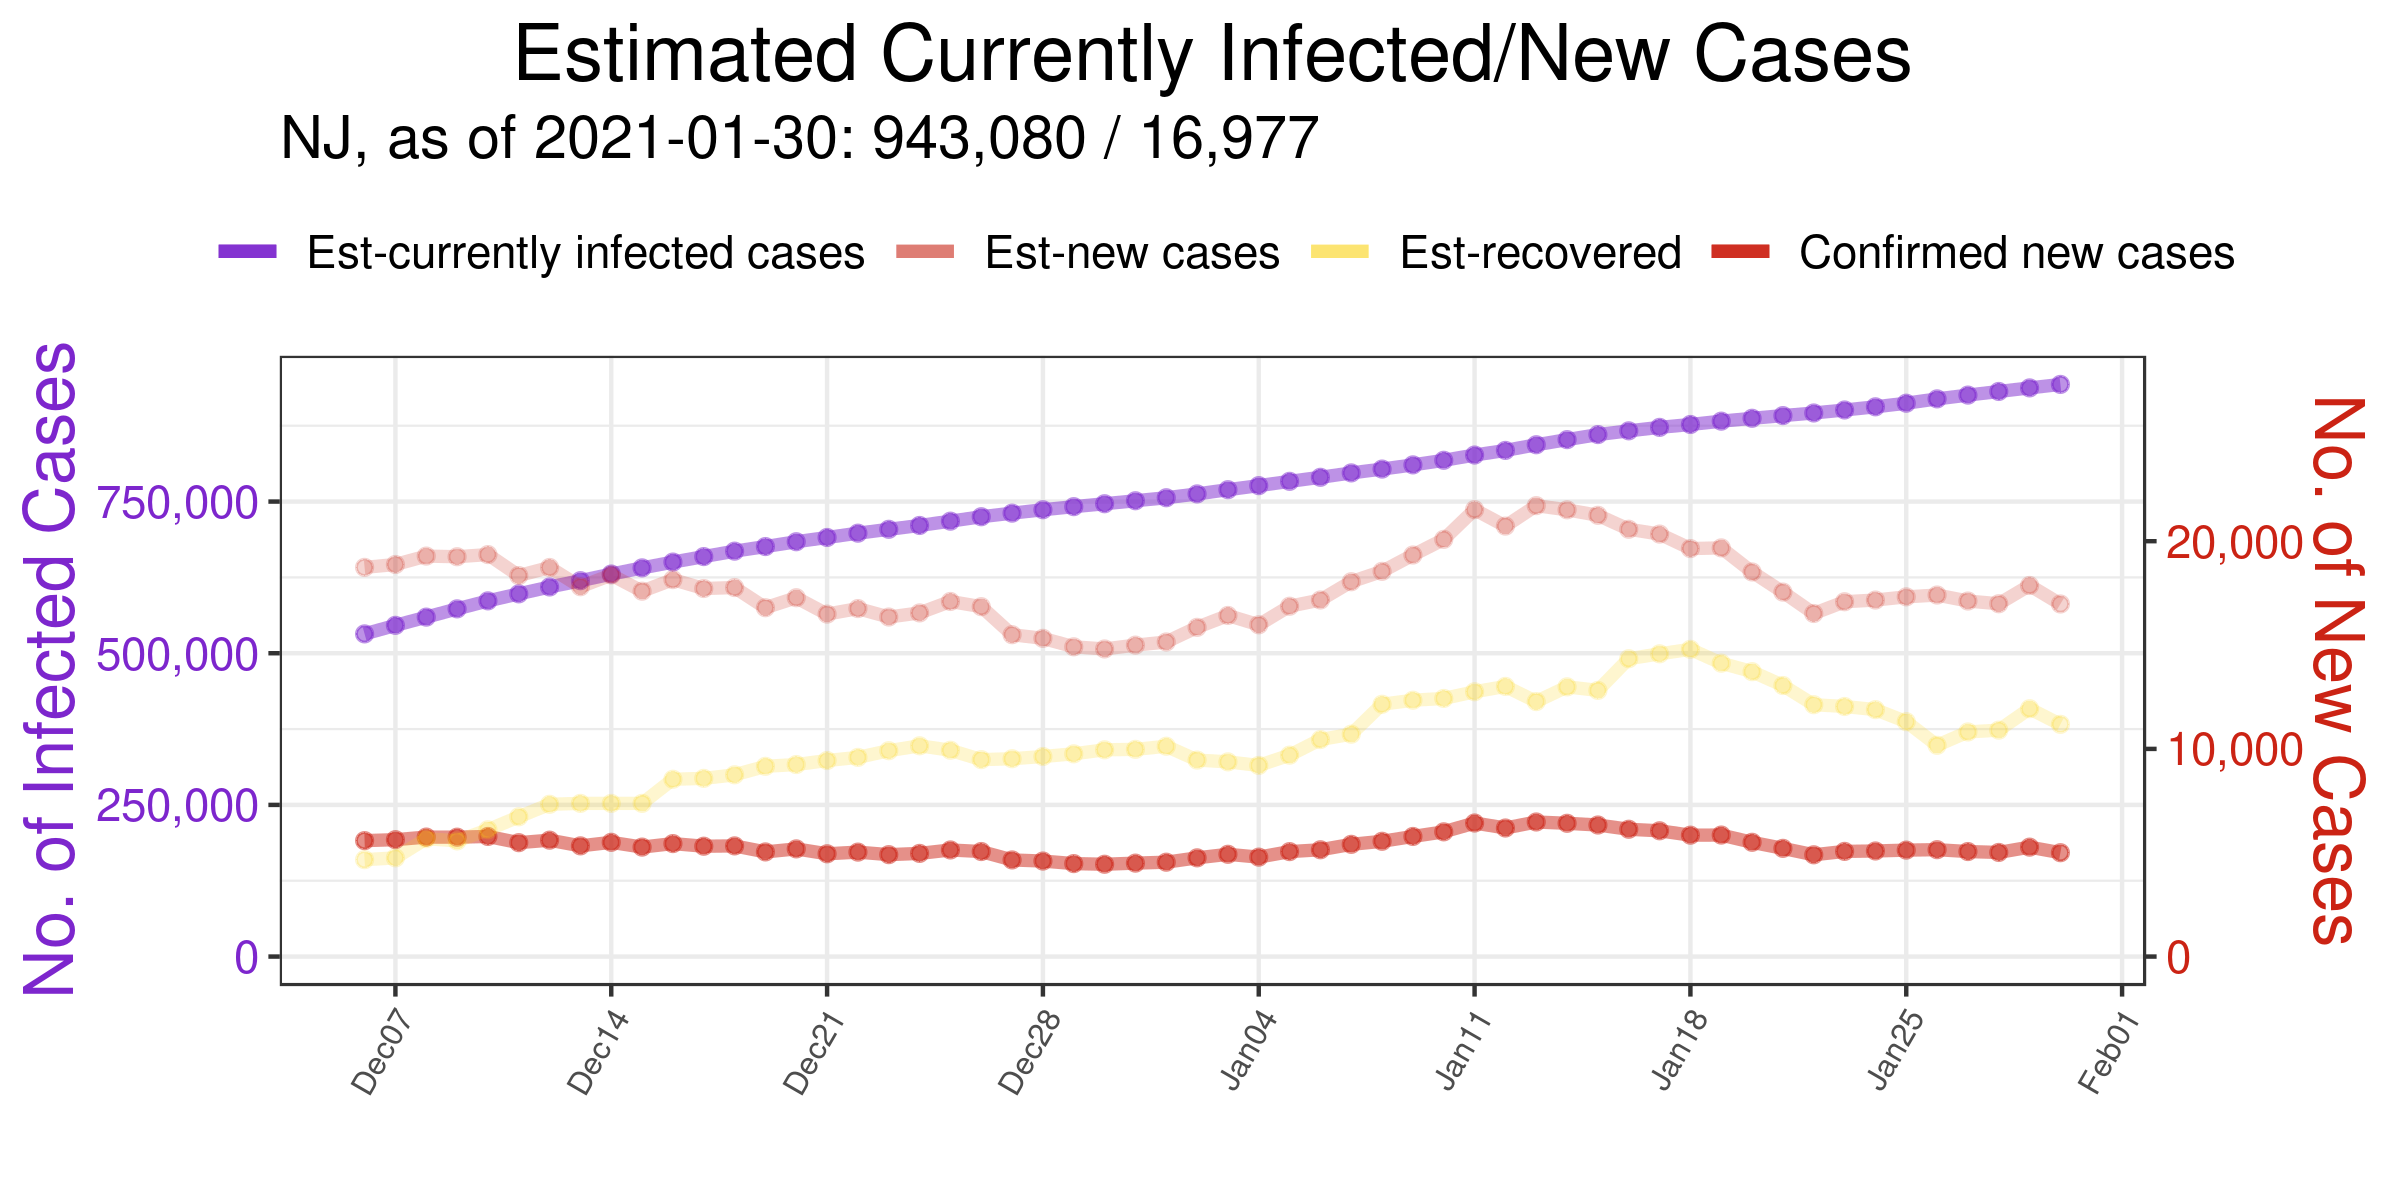 Estimated Currently Infected/New Cases
NJ, as of 2021-01-30: 943,080 / 16,977
Est-currently infected cases Est-new cases Est-recovered Confirmed new cases
No. of Infected Cases
750,000
500,000
250,000
0
20,000
10,000
0
No. of New Cases
Dec07 Dec14 Dec21 Dec28 Jan04 Jan11 Jan18 Jan25 Feb01